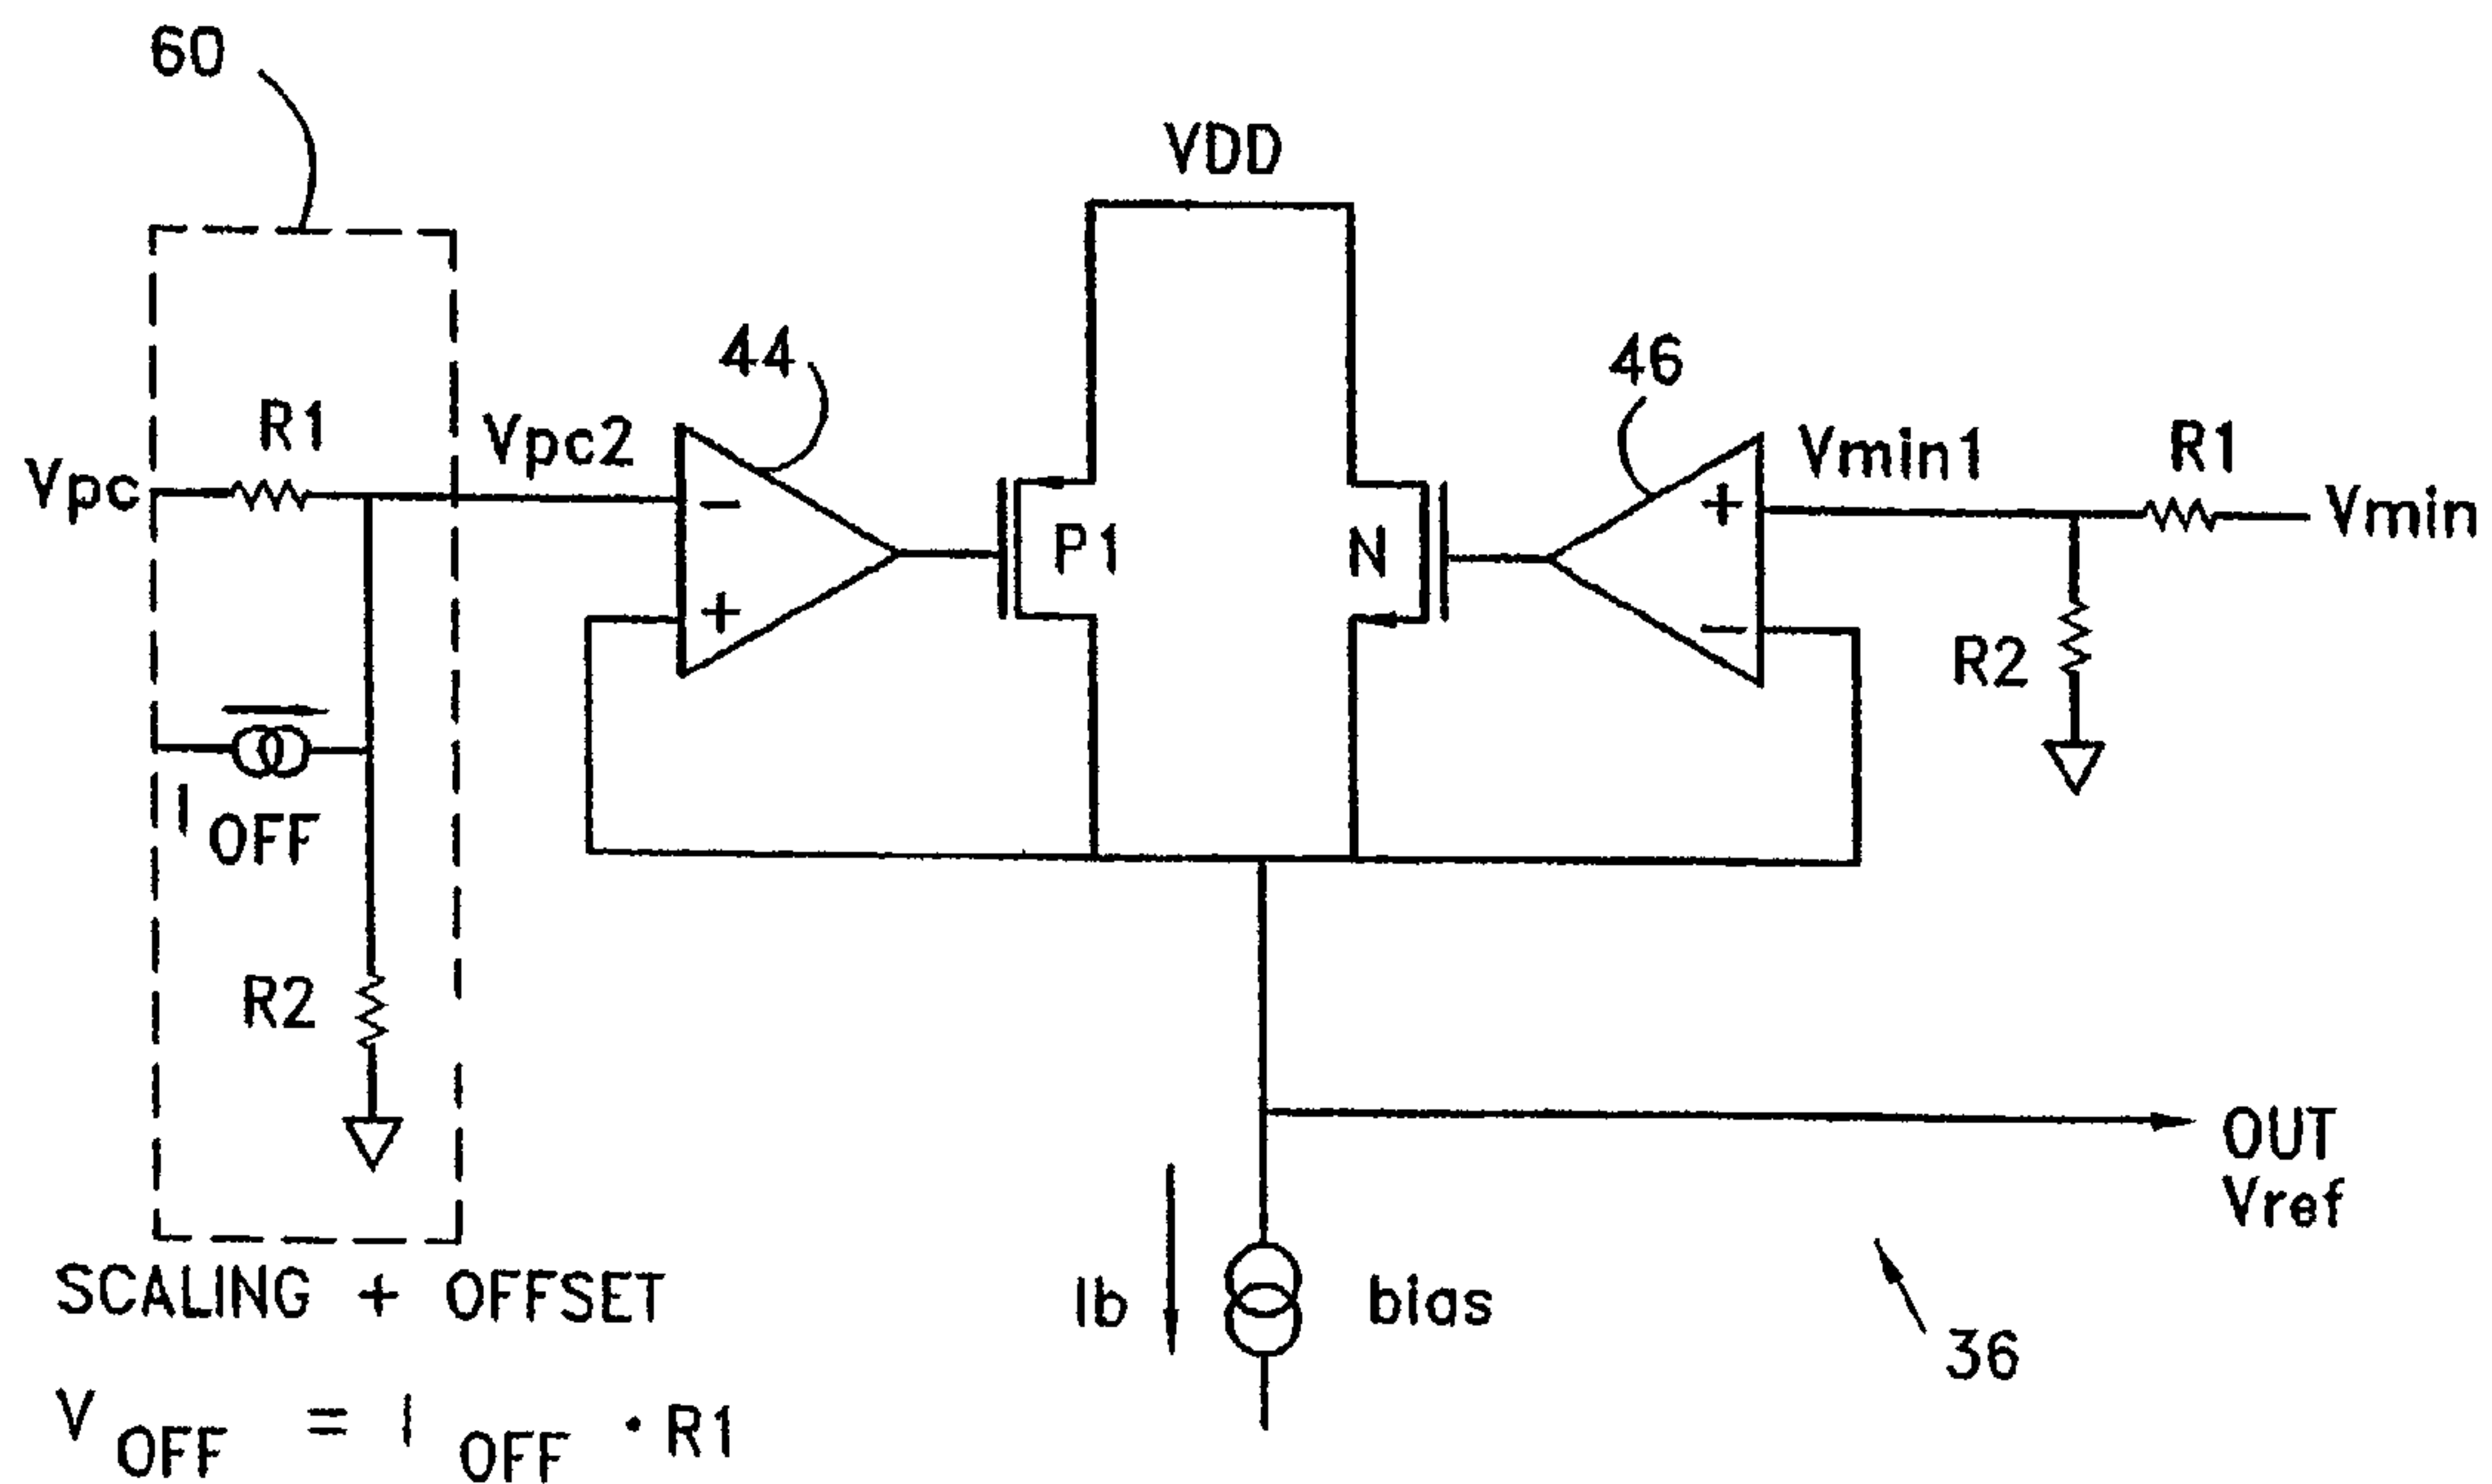 60
VDD
44
46
R1
Vpc2
Vmin1
R1
Vpc
Vmin
-
+
P1
N
+
-
R2
I OFF
R2
OUT
Vref
SCALING + OFFSET
Ib
bias
36
V OFF = I OFF · R1